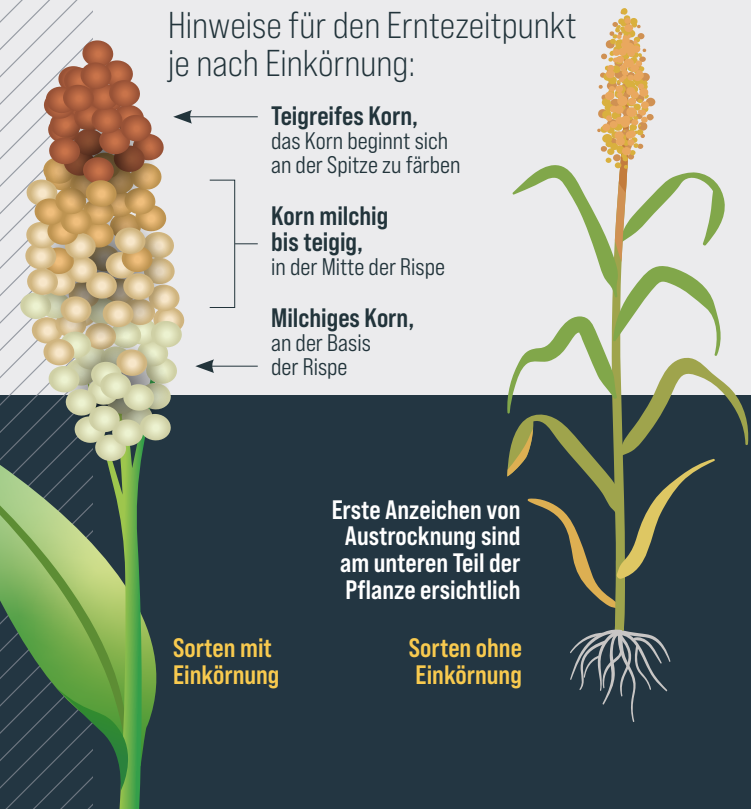 Hinweise für den Erntezeitpunkt
je nach Einkörnung:
Teigreifes Korn,
das Korn beginnt sich
an der Spitze zu färben
Korn milchig
bis teigig,
in der Mitte der Rispe
Milchiges Korn,
an der Basis
der Rispe
Erste Anzeichen von
Austrocknung sind
am unteren Teil der
Pflanze ersichtlich
Sorten mit
Einkörnung
Sorten ohne
Einkörnung